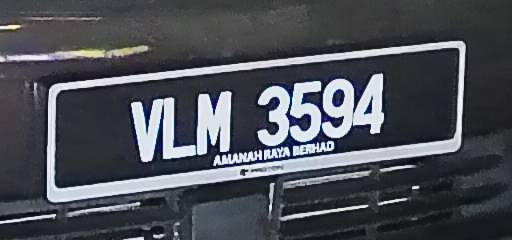 VLM 3594
AMANAH RAYA BERHAD